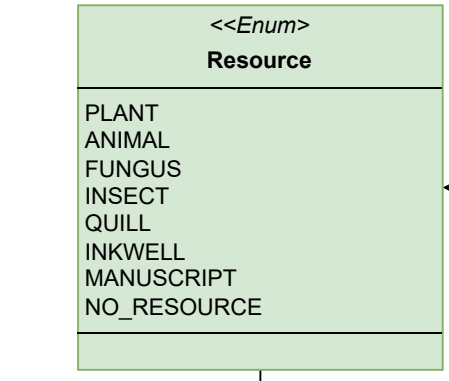 <<Enum>
Resource
PLANT
ANIMAL
FUNGUS
INSECT
QUILL
INKWELL
MANUSCRIPT
NO_RESOURCE